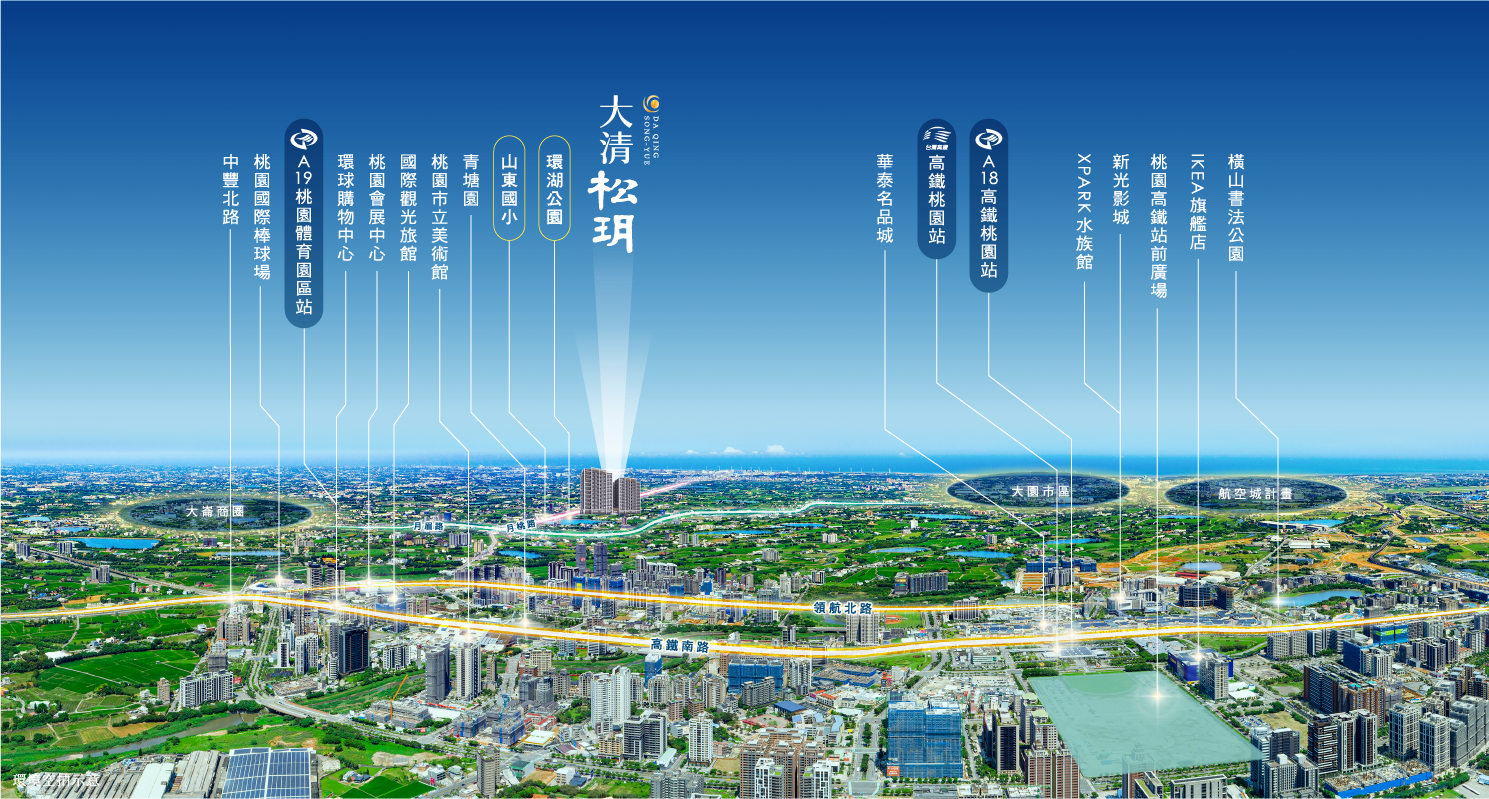 中豐北路
桃園國際棒球場
A19桃園體育園區站
環球購物中心
桃園會展中心
國際觀光旅館
桃園市立美術館
青塘園
山東國小
環湖公園
大清
松玥
DA QING
SONG-YUE
華泰名品城
台灣高鐵
高鐵桃園站
A18高鐵桃園站
XPARK水族館
新光影城
桃園高鐵站前廣場
IKEA旗艦店
橫山書法公園
大崙商圈
月眉路
月桃路
大園市區
航空城計畫
領航北路
高鐵南路
環境空拍示意